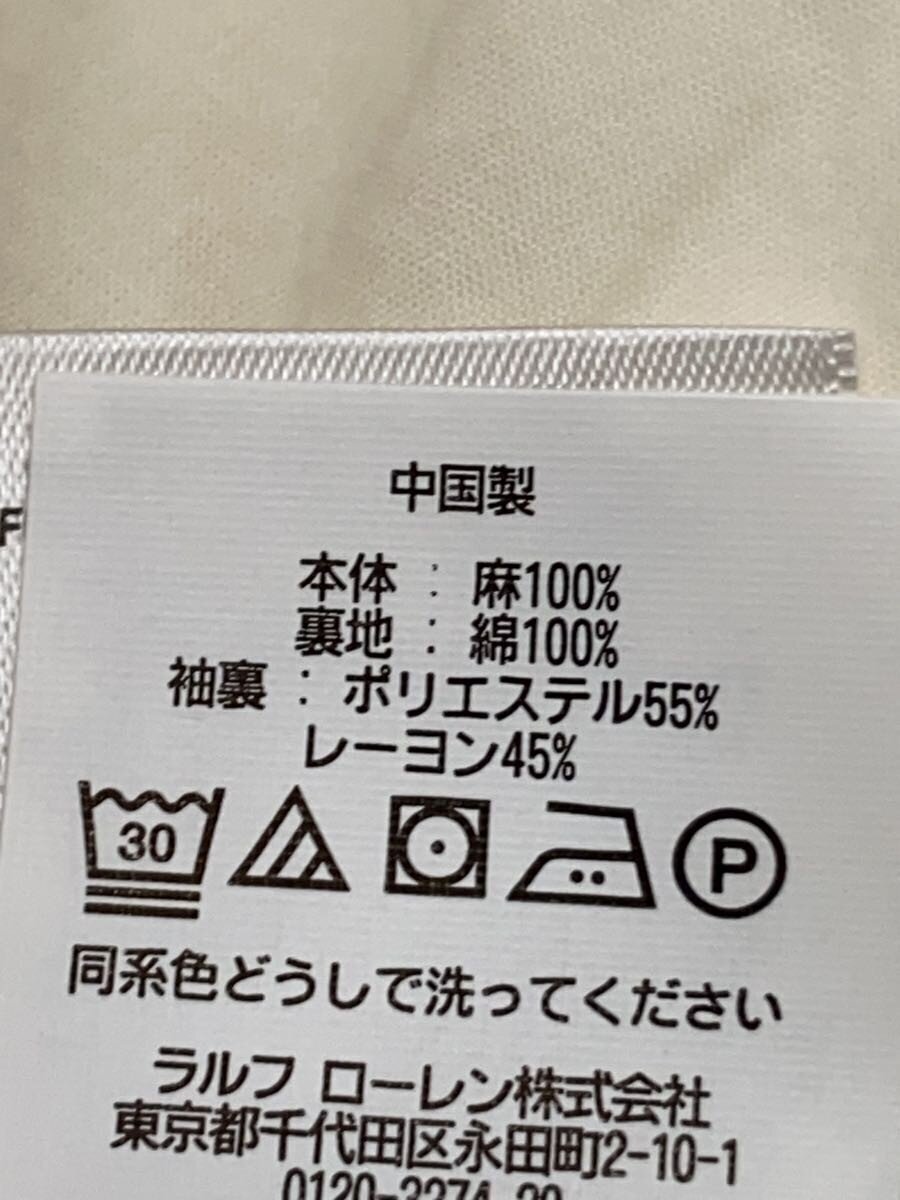 中国製
F
本体 : 麻100%
裏地 : 綿100%
袖裏 : ポリエステル55%
レーヨン45%
30 P
同系色どうしで洗ってください
ラルフ ローレン株式会社
東京都千代田区永田町2-10-1